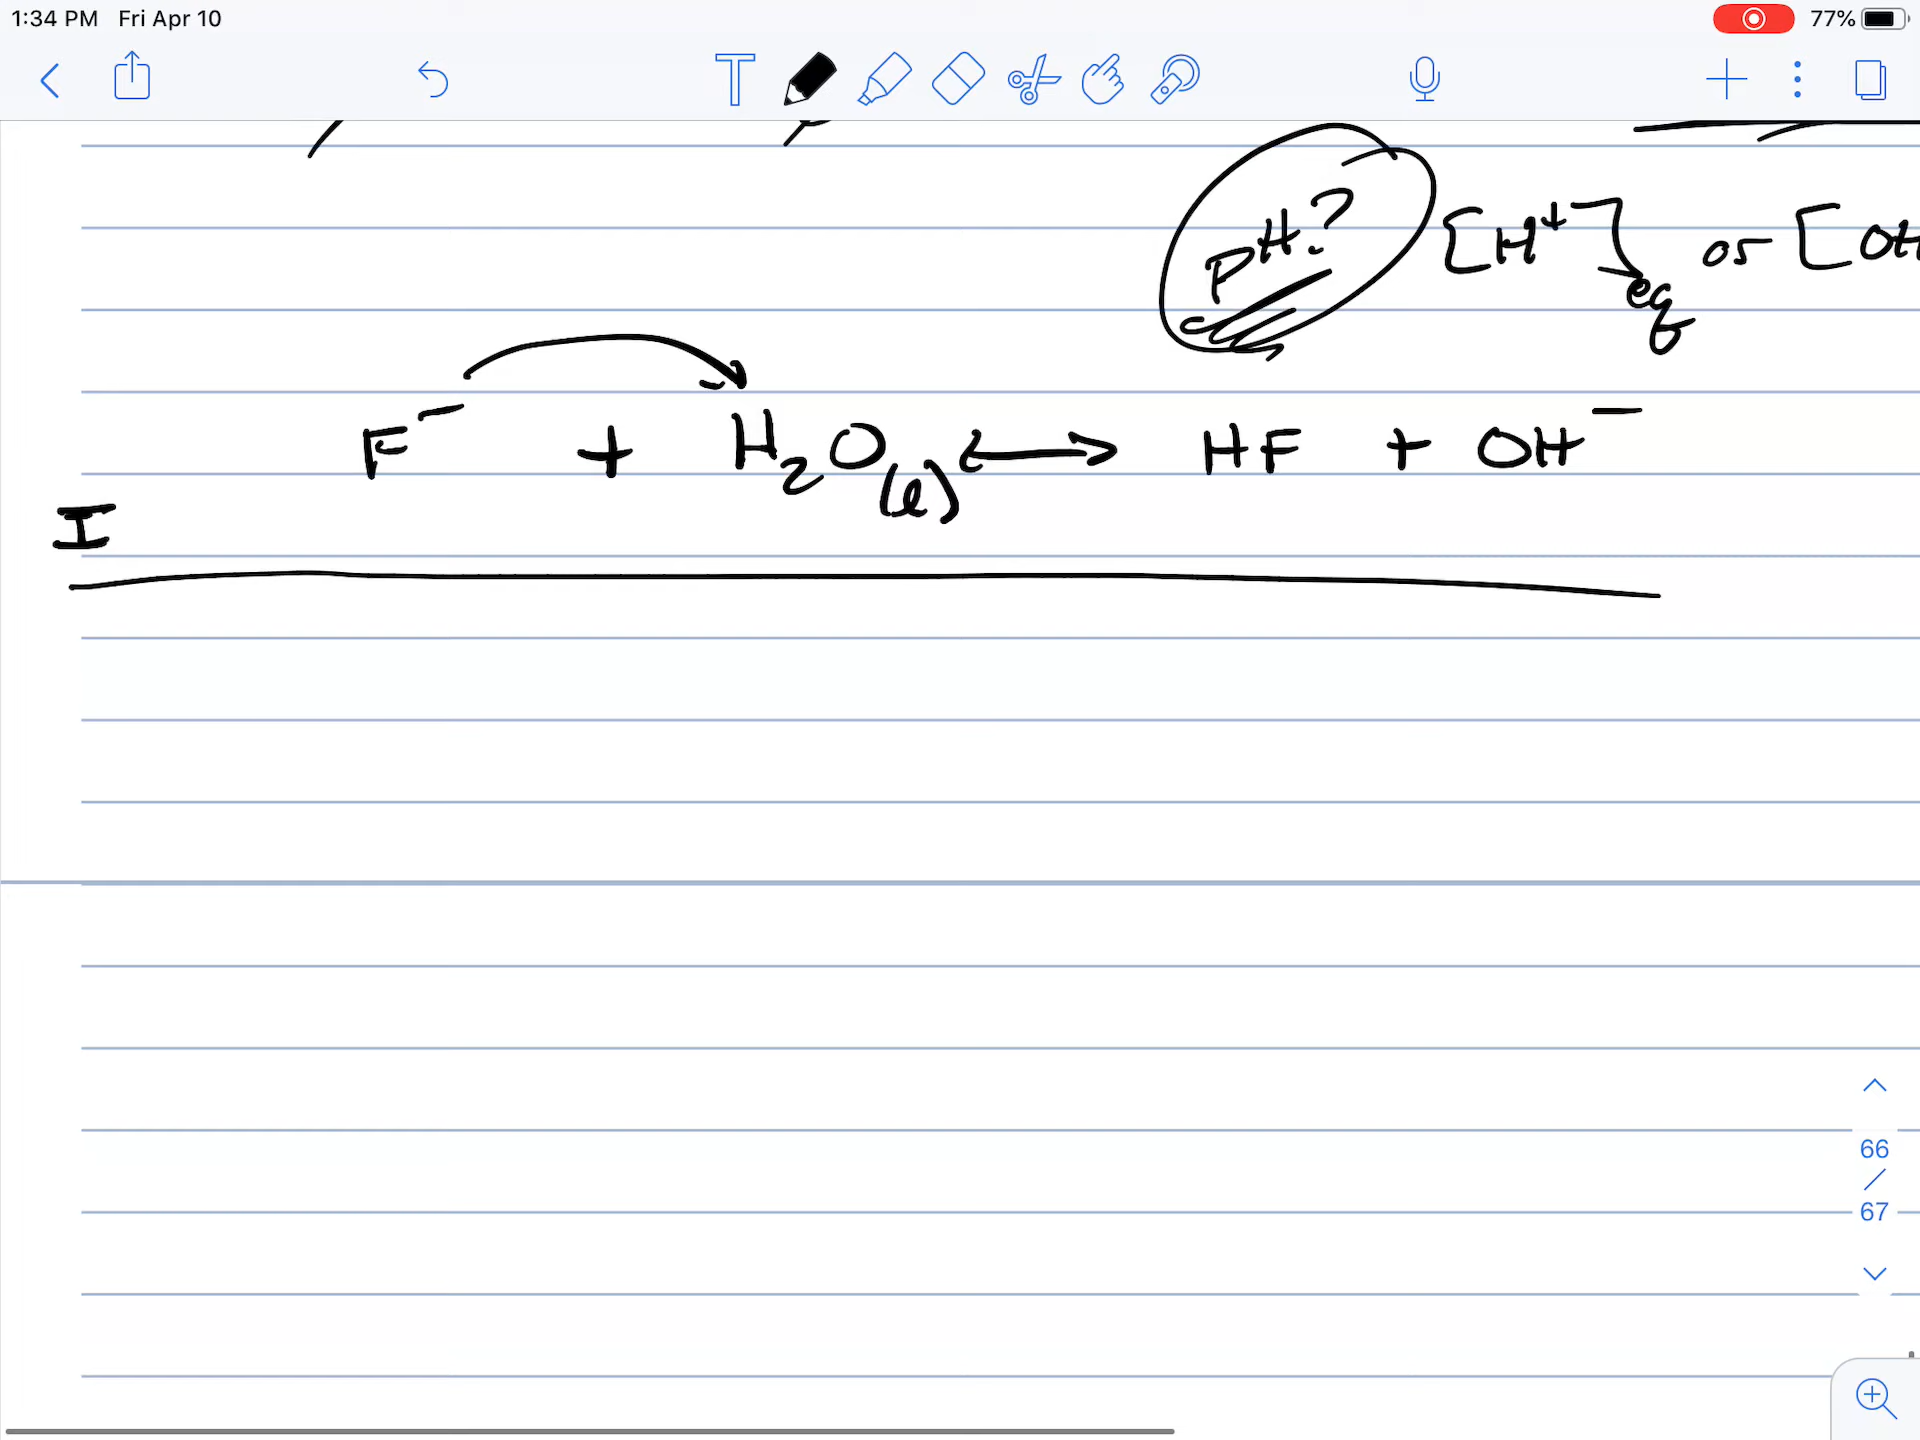 1:34 PM Fri Apr 10 77%
pH? [H⁺]eq or [OH
F⁻ + H₂O(l) ⟷ HF + OH⁻
I
66
/
67